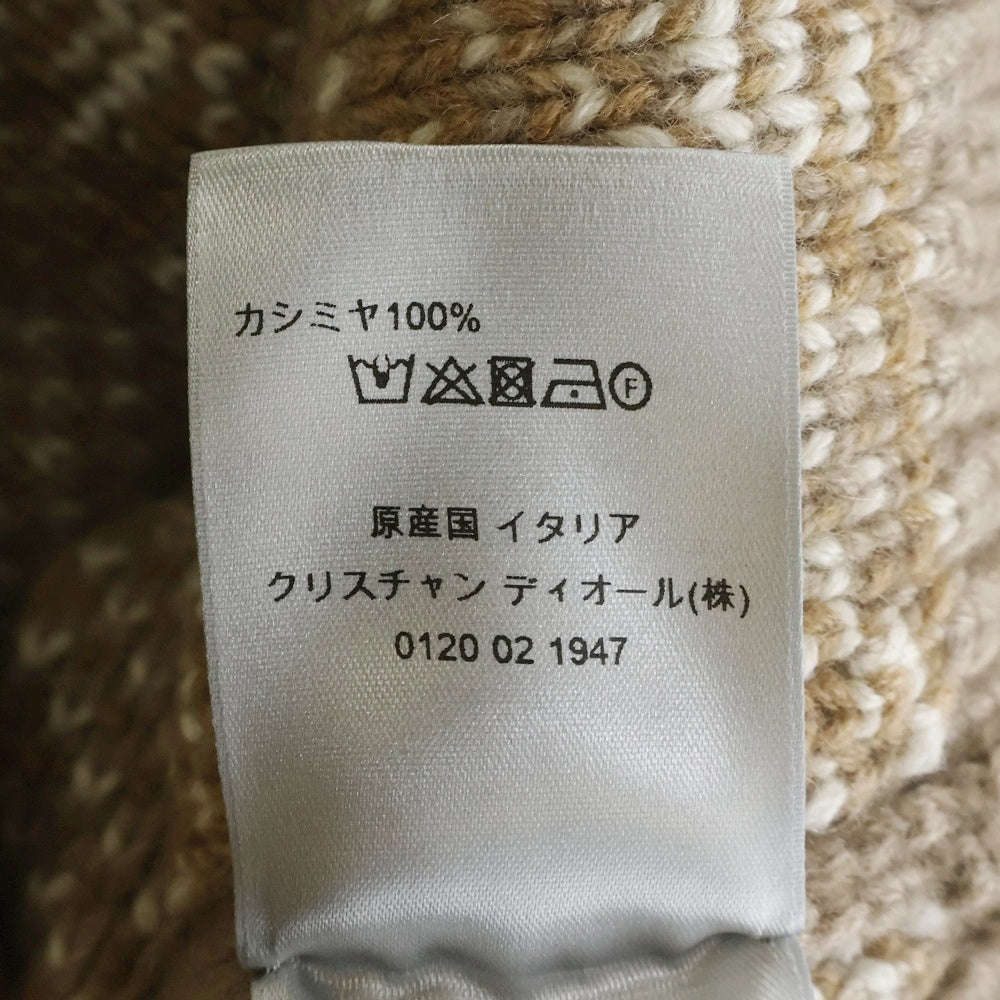 カシミヤ100%
F
原産国 イタリア
クリスチャン ディオール(株)
0120 02 1947